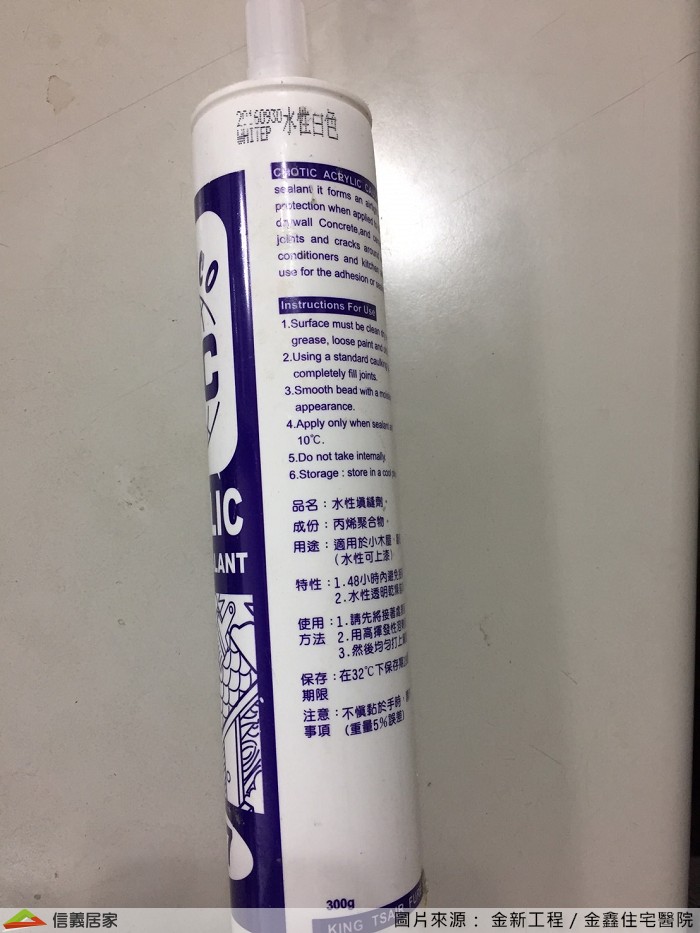 20160930 水性白色
WHITEP
CHOTIC ACRYLIC
sealant it forms an
protection when applied
drywall Concrete,and
joints and cracks around
conditioners and kitchen
use for the adhesion or
Instructions For Use
1.Surface must be clean
grease, loose paint and
2.Using a standard caulking
completely fill joints.
3.Smooth bead with a
appearance.
4.Apply only when sealant
10℃.
5.Do not take internally.
6.Storage : store in a cool
LIC
LANT
品名：水性填縫劑。
成份：丙烯聚合物。
用途：適用於小木屋、
（水性可上漆）
特性：1.48小時內避免
2.水性透明乾燥
使用：1.請先將接著處
方法 2.用高揮發性溶
3.然後均勻打上
保存：在32℃下保存期
期限
注意：不慎黏於手時，
事項 （重量5%誤差）
300g
KING TSAIR
信義居家
圖片來源： 金新工程 / 金鑫住宅醫院